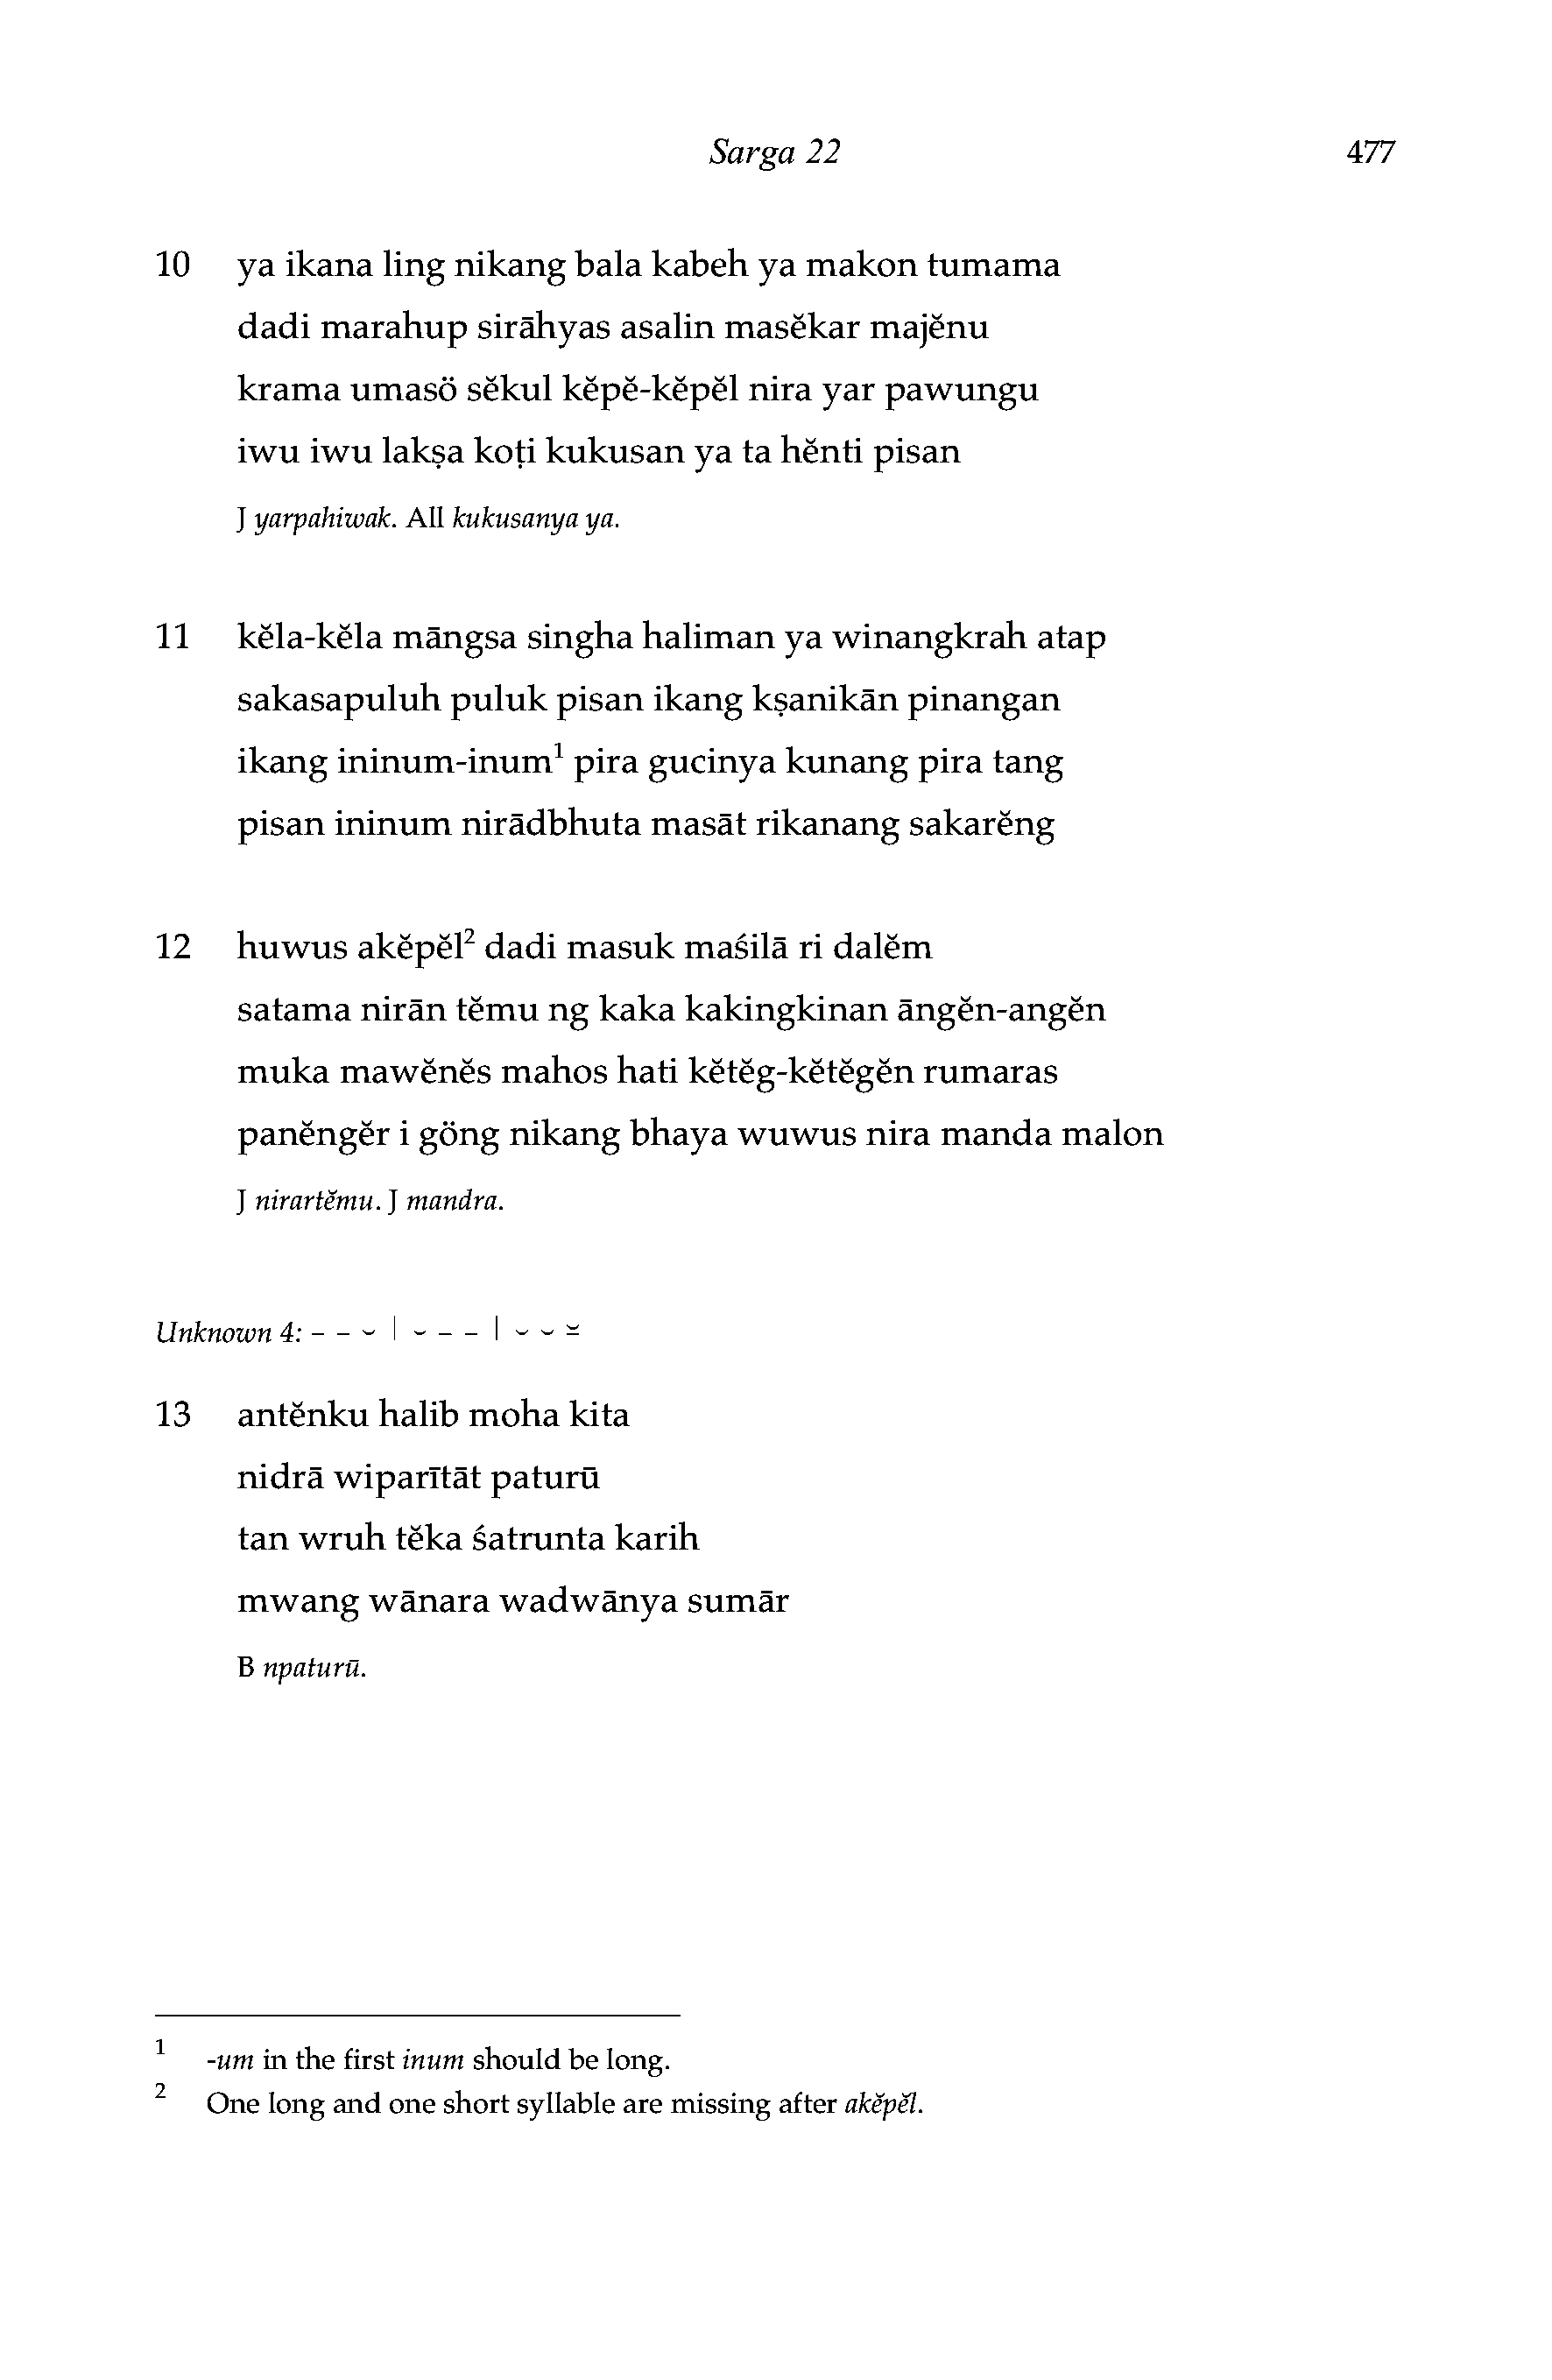 Sarga 22 477
10 ya ikana ling nikang bala kabeh ya makon tumama
dadi marahup sirāhyas asalin masĕkar majĕnu
krama umasö sĕkul kĕpĕ-kĕpĕl nira yar pawungu
iwu iwu lakṣa koṭi kukusan ya ta hĕnti pisan
J yarpahiwak. All kukusanya ya.
11 kĕla-kĕla māngsa singha haliman ya winangkrah atap
sakasapuluh puluk pisan ikang kṣanikān pinangan
ikang ininum-inum¹ pira gucinya kunang pira tang
pisan ininum nirādbhuta masāt rikanang sakarĕng
12 huwus akĕpĕl² dadi masuk maśilā ri dalĕm
satama nirān tĕmu ng kaka kakingkinan āngĕn-angĕn
muka mawĕnĕs mahos hati kĕtĕg-kĕtĕgĕn rumaras
panĕngĕr i göng nikang bhaya wuwus nira manda malon
J nirartĕmu. J mandra.
Unknown 4: – – ⏑ | ⏑ – – | ⏑ ⏑ ⏓
13 antĕnku halib moha kita
nidrā wiparītāt paturū
tan wruh tĕka śatrunta karih
mwang wānara wadwānya sumār
B npaturū.
1 -um in the first inum should be long.
2 One long and one short syllable are missing after akĕpĕl.